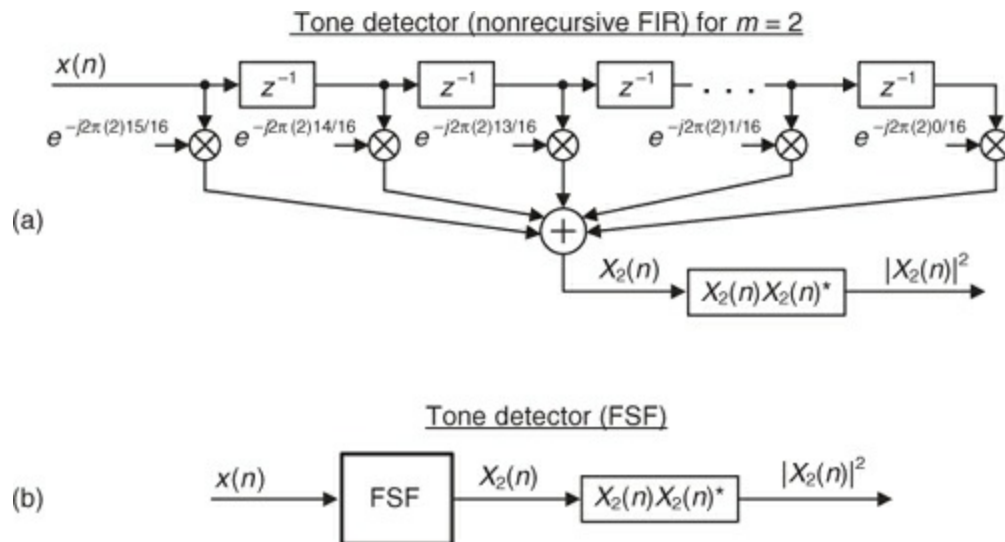 Tone detector (nonrecursive FIR) for m = 2
x(n)
z⁻¹ z⁻¹ z⁻¹ . . . z⁻¹
e^{-j2π(2)15/16} e^{-j2π(2)14/16} e^{-j2π(2)13/16} e^{-j2π(2)1/16} e^{-j2π(2)0/16}
(a)
+
X₂(n) |X₂(n)|²
X₂(n)X₂(n)*
Tone detector (FSF)
x(n) X₂(n) |X₂(n)|²
(b) FSF X₂(n)X₂(n)*